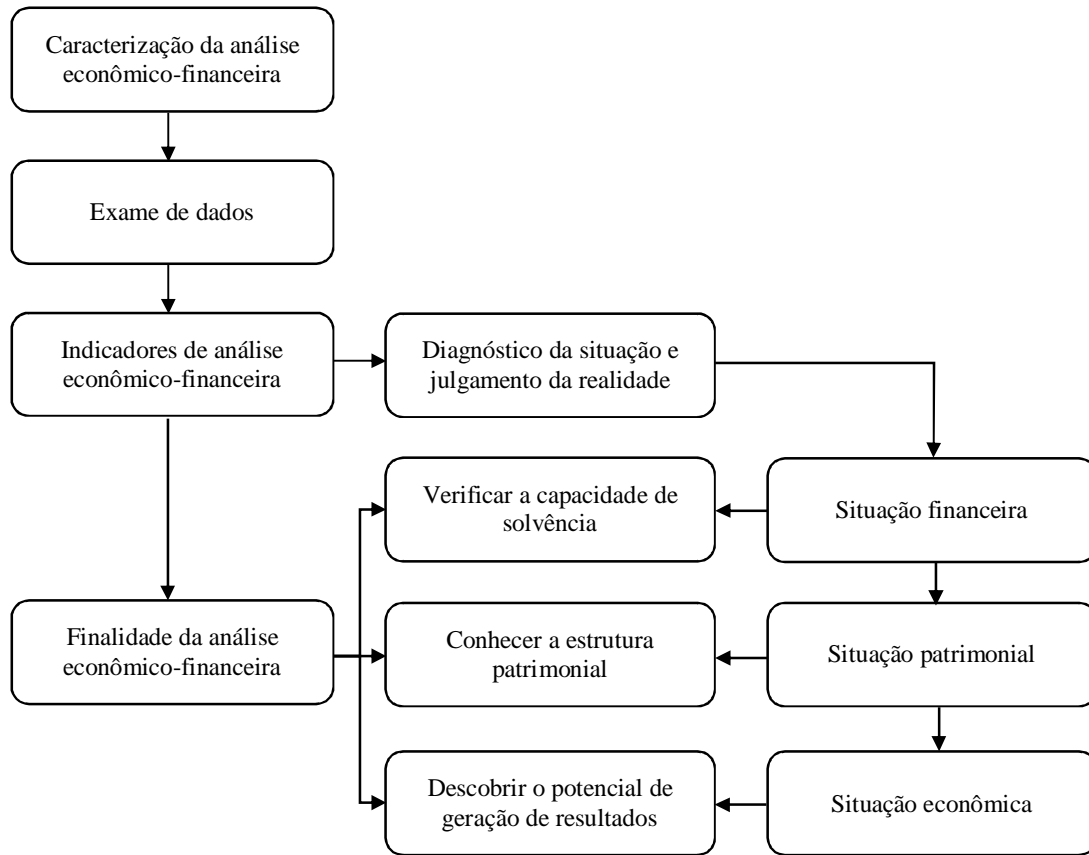 Caracterização da análise
econômico-financeira
Exame de dados
Indicadores de análise
econômico-financeira
Diagnóstico da situação e
julgamento da realidade
Verificar a capacidade de
solvência
Situação financeira
Finalidade da análise
econômico-financeira
Conhecer a estrutura
patrimonial
Situação patrimonial
Descobrir o potencial de
geração de resultados
Situação econômica